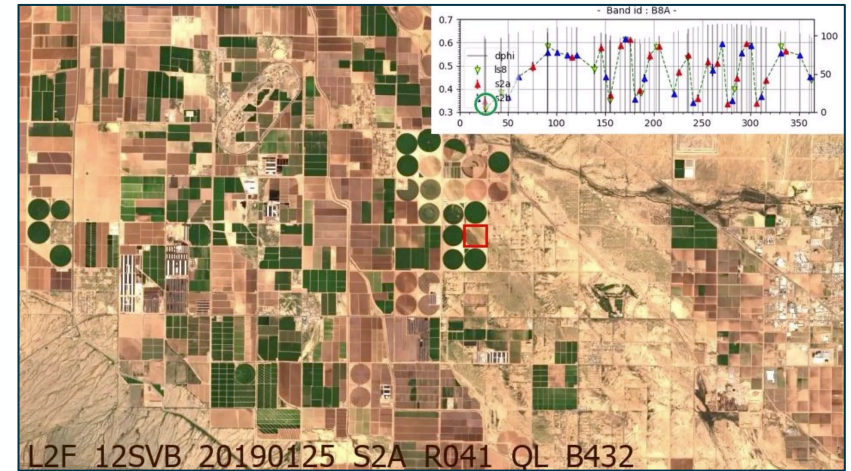 - Band id : B8A -
0.7
0.6
0.5
0.4
0.3
dphi
ls8
s2a
s2b
100
50
0
0 50 100 150 200 250 300 350
L2F 12SVB 20190125 S2A R041 QL B432